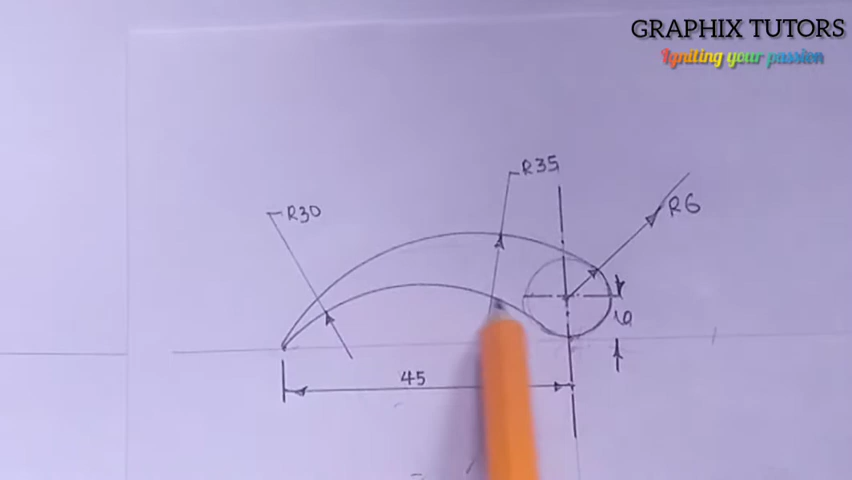 GRAPHIX TUTORS
Igniting your passion
R35
R6
R30
6
45